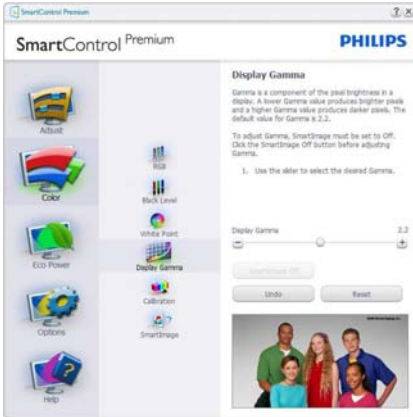 SmartControl Premium
SmartControl Premium
PHILIPS
Adjust
Color
Eco Power
Options
Help
RGB
Black Level
White Point
Display Gamma
Calibration
SmartImage
Display Gamma
Gamma is a component of the pixel brightness in a
display. A lower Gamma value produces brighter pixels
and a higher Gamma value produces darker pixels. The
default value for Gamma is 2.2.
To adjust Gamma, SmartImage must be set to Off.
Click the SmartImage Off button before adjusting
Gamma.
1. Use the slider to select the desired Gamma.
Display Gamma 2.2
SmartImage Off
Undo Reset